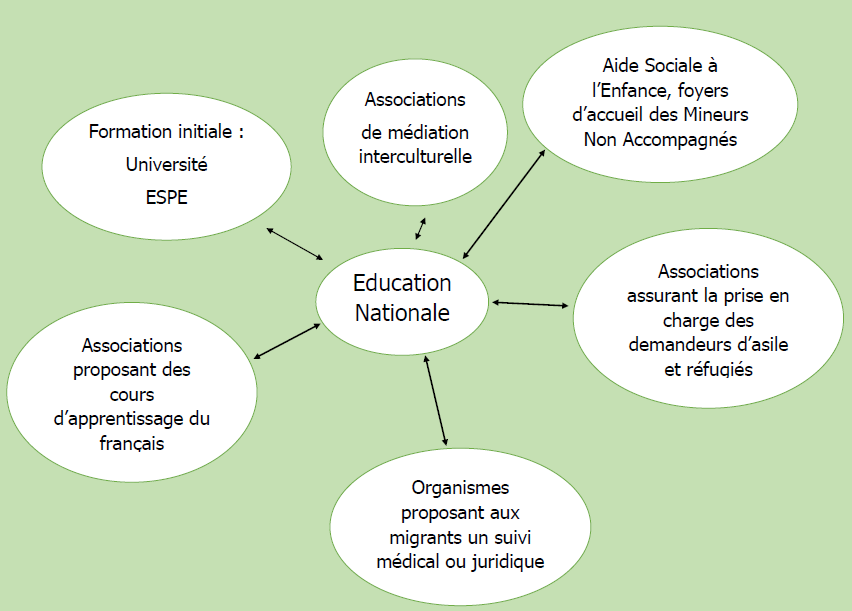 Formation initiale :
Université
ESPE
Associations
de médiation
interculturelle
Aide Sociale à
l’Enfance, foyers
d’accueil des Mineurs
Non Accompagnés
Education
Nationale
Associations
assurant la prise en
charge des
demandeurs d’asile
et réfugiés
Associations
proposant des
cours
d’apprentissage du
français
Organismes
proposant aux
migrants un suivi
médical ou juridique